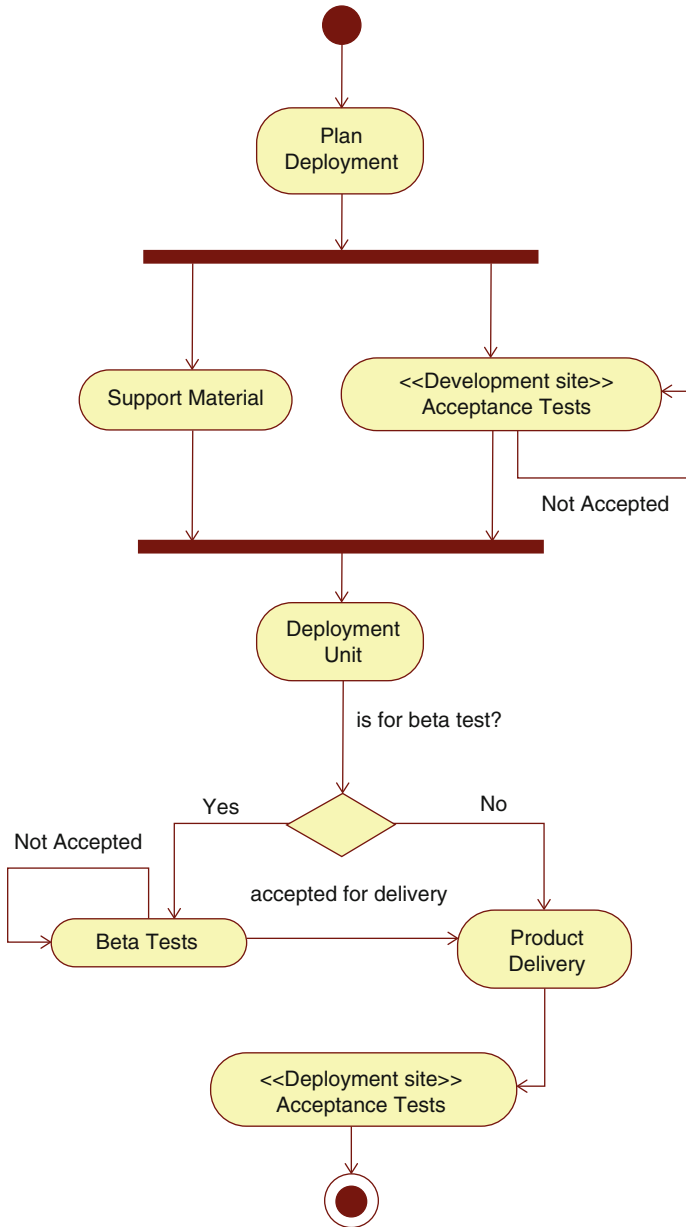 Plan
Deployment
Support Material
<<Development site>>
Acceptance Tests
Not Accepted
Deployment
Unit
is for beta test?
Yes
No
Not Accepted
accepted for delivery
Beta Tests
Product
Delivery
<<Deployment site>>
Acceptance Tests